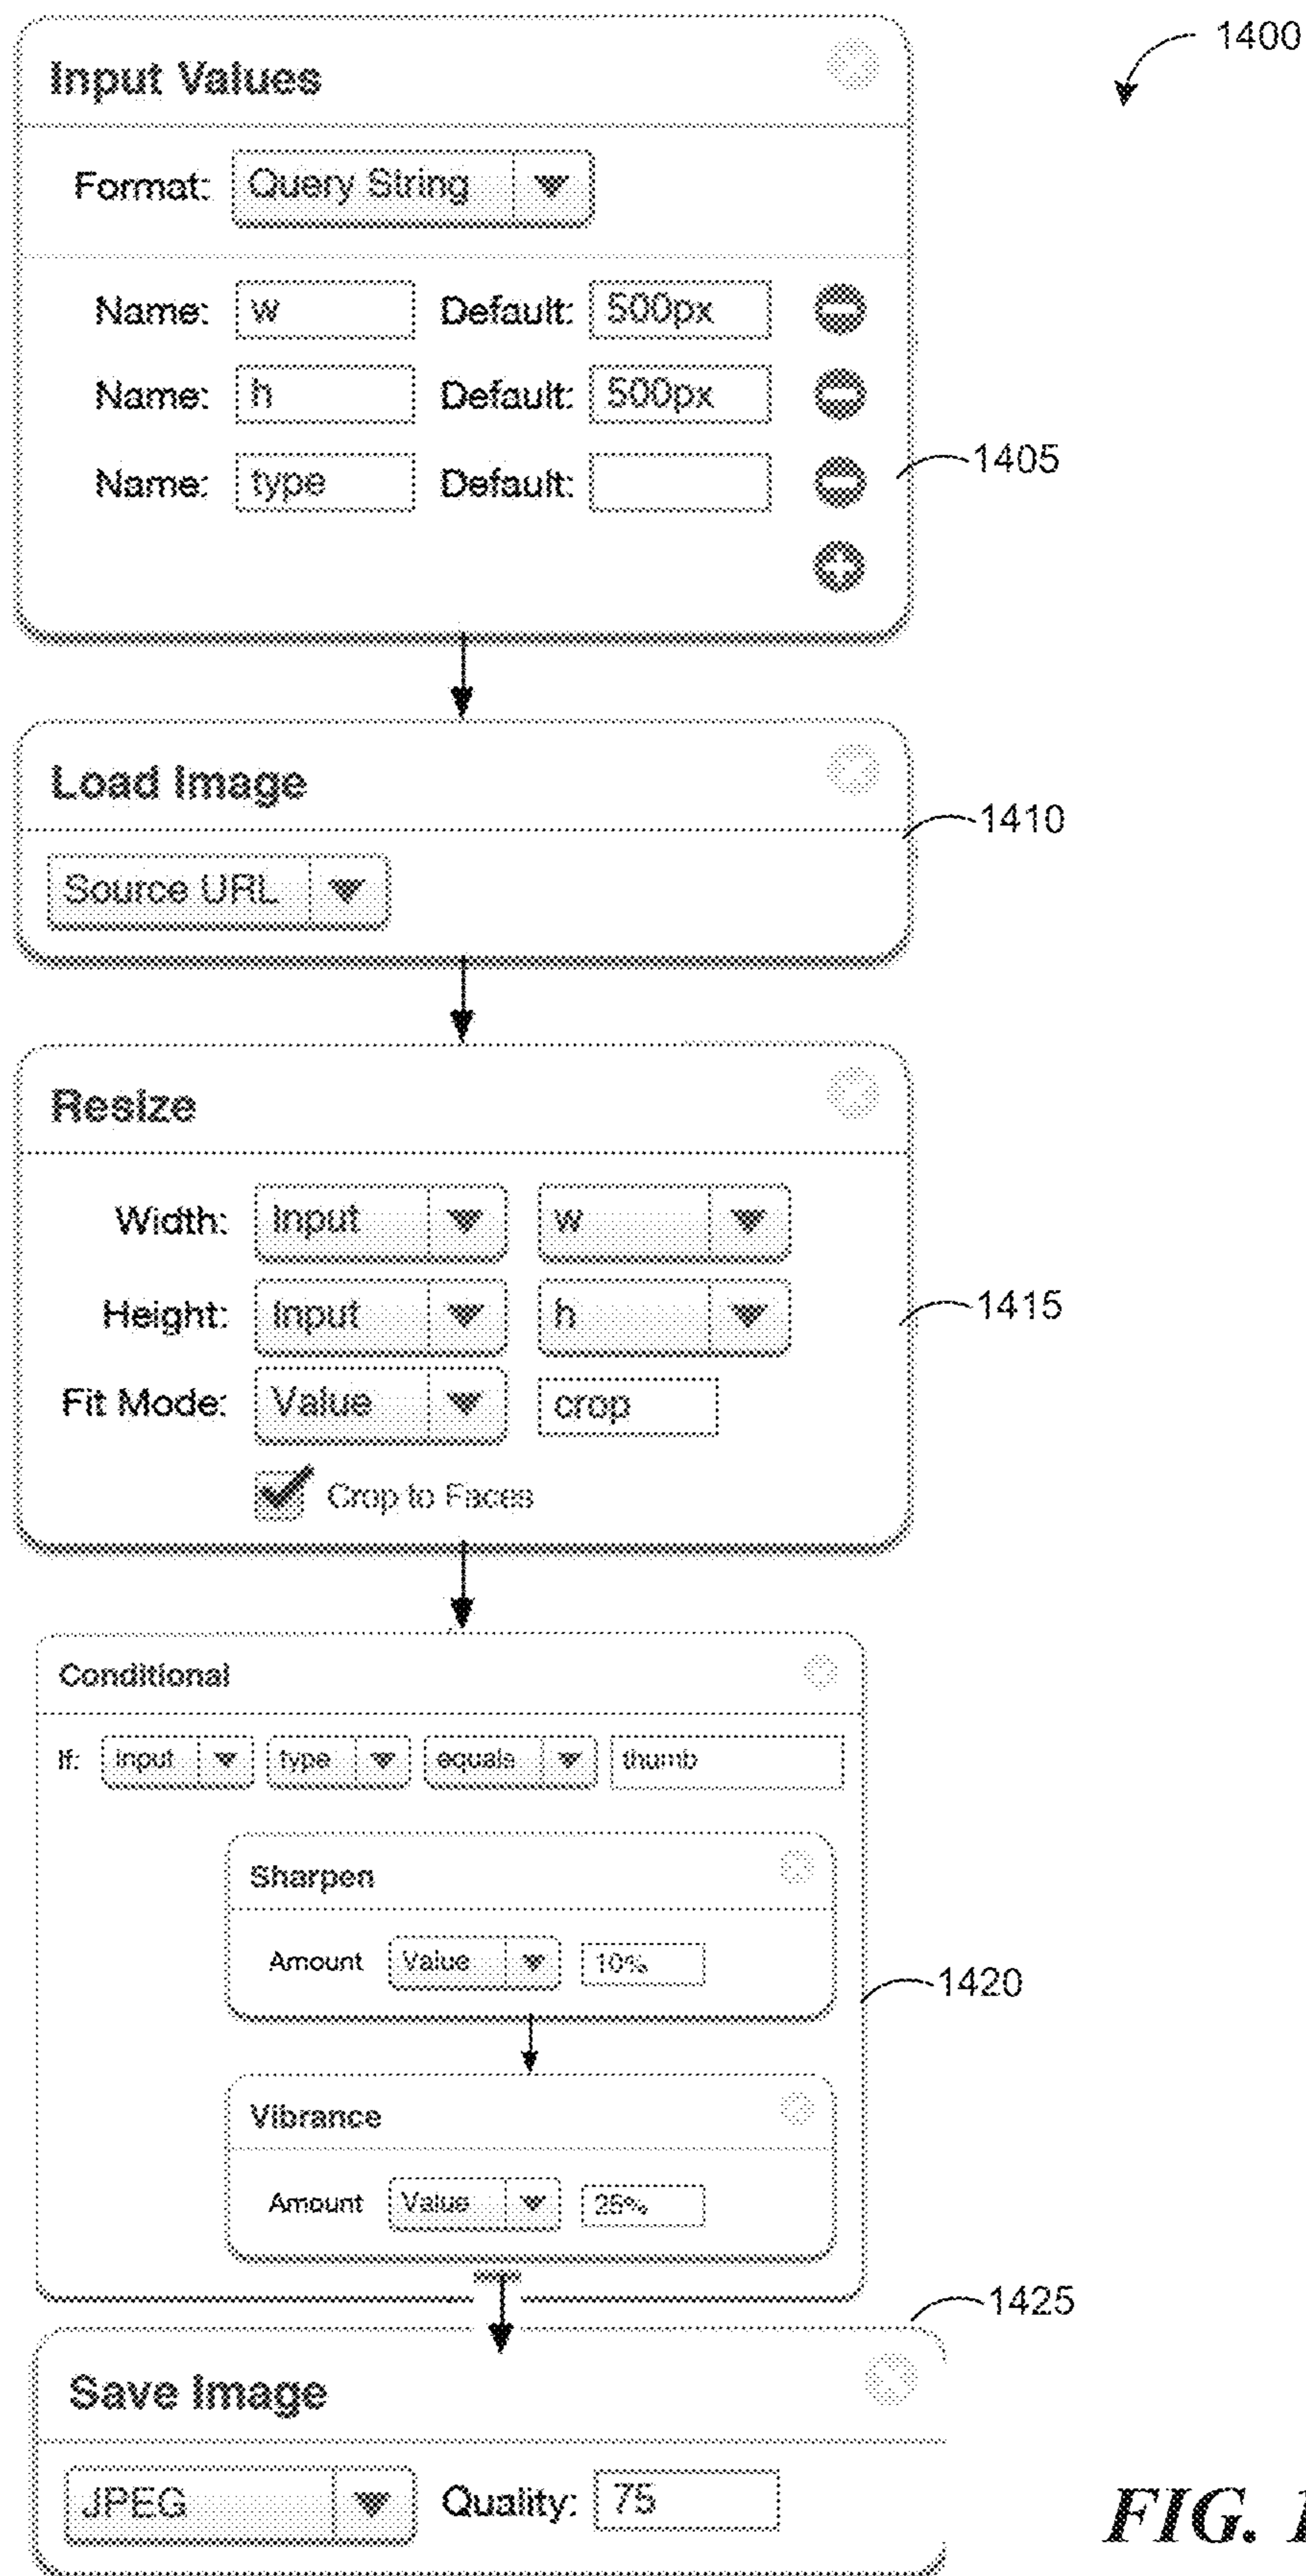 1400
Input Values
Format: Query String
Name: w Default: 500px
Name: h Default: 500px
Name: type Default:
1405
Load Image
1410
Source URL
Resize
Width: Input w
Height: Input h
1415
Fit Mode: Value crop
Crop to Faces
Conditional
If: Input type equals thumb
Sharpen
Amount Value 10%
1420
Vibrance
Amount Value 25%
1425
Save Image
JPEG Quality: 75
FIG.